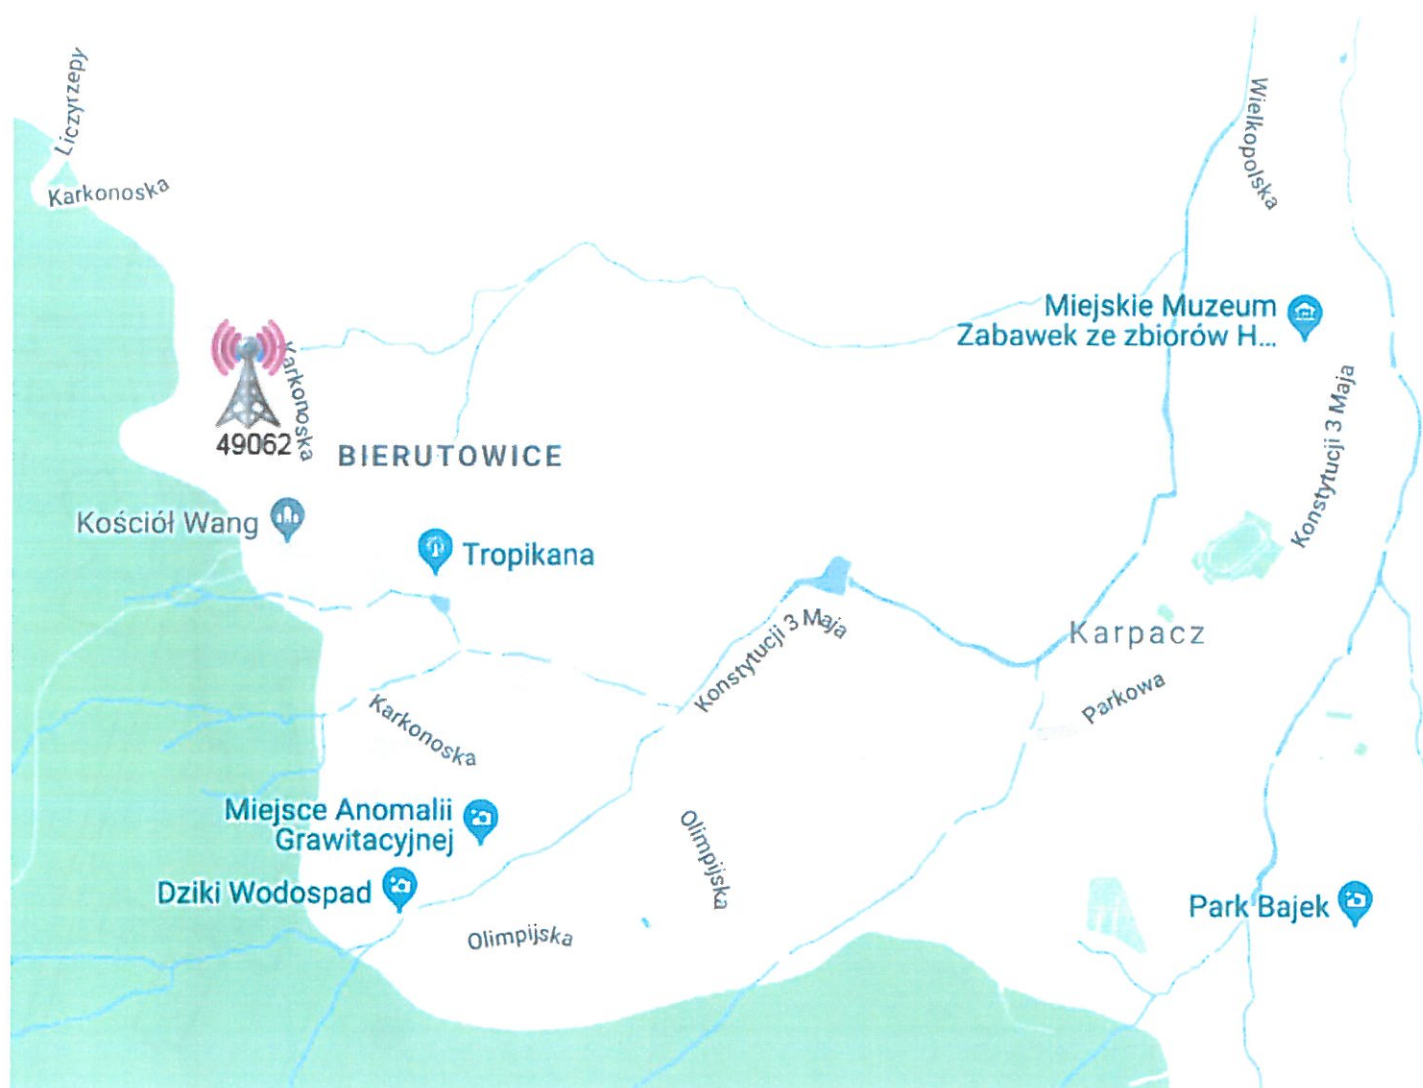 Liczyrzepy
Karkonoska
Wielkopolska
Miejskie Muzeum
Zabawek ze zbiorów H...
Karkonoska
49062
BIERUTOWICE
Konstytucji 3 Maja
Kościół Wang
Tropikana
Konstytucji 3 Maja
Karpacz
Parkowa
Karkonoska
Miejsce Anomalii
Grawitacyjnej
Olimpijska
Dziki Wodospad
Park Bajek
Olimpijska